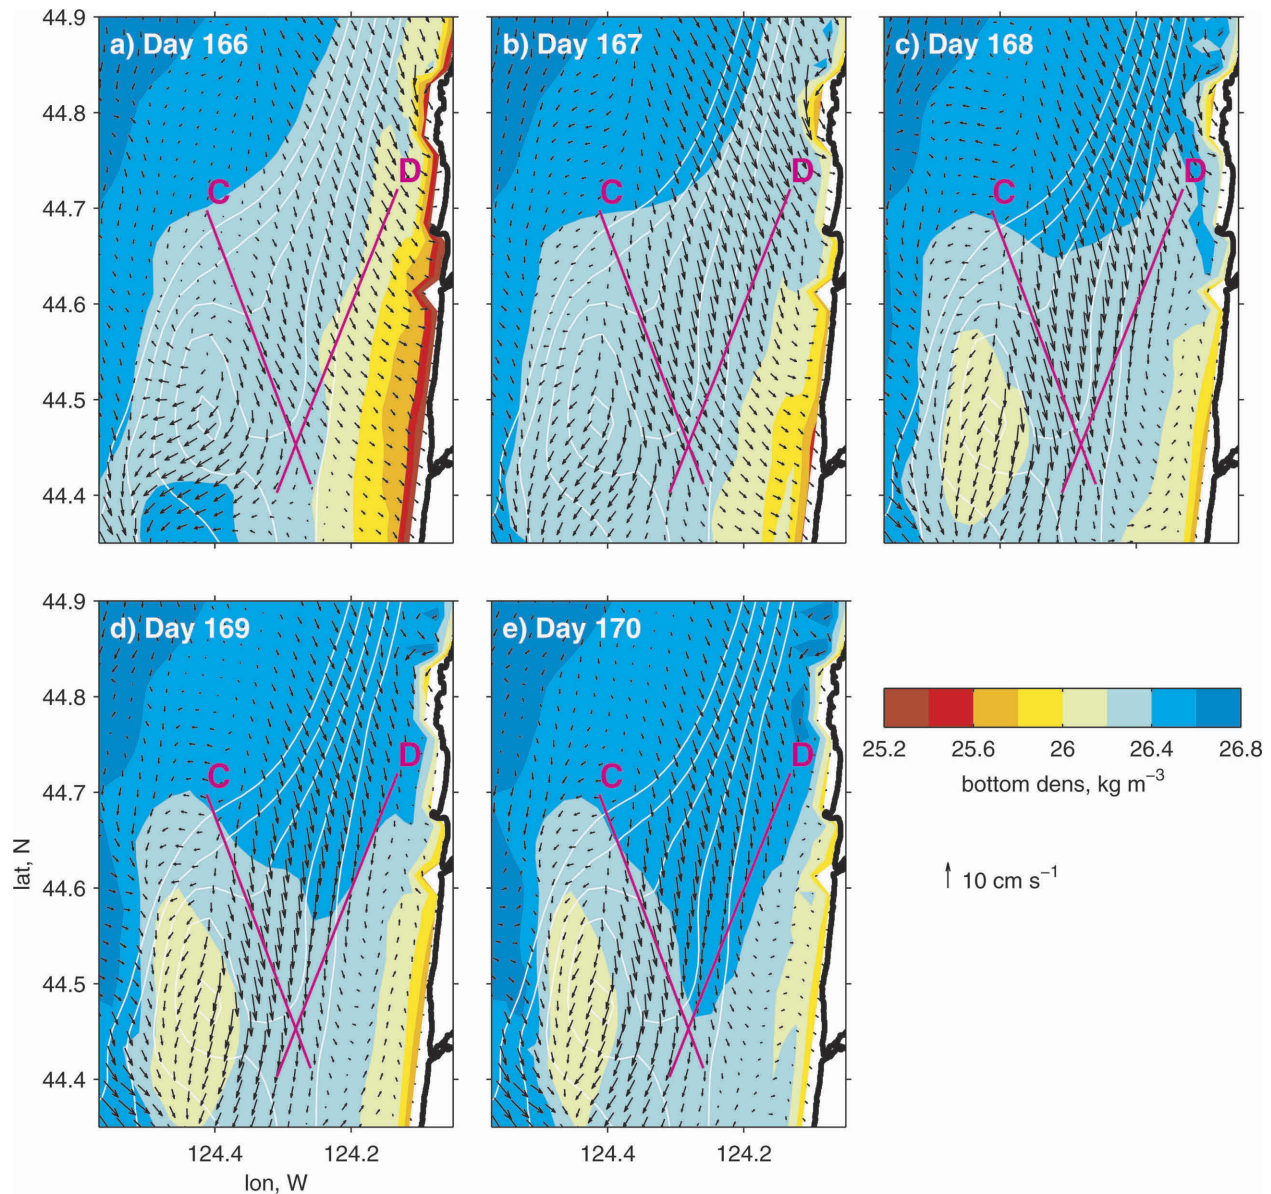 44.9
44.8
44.7
44.6
44.5
44.4
a) Day 166
C
D
b) Day 167
C
D
c) Day 168
C
D
44.9
44.8
44.7
44.6
44.5
44.4
lat, N
d) Day 169
C
D
124.4
124.2
lon, W
e) Day 170
C
D
124.4
124.2
25.2
25.6
26
26.4
26.8
bottom dens, kg m⁻³
10 cm s⁻¹